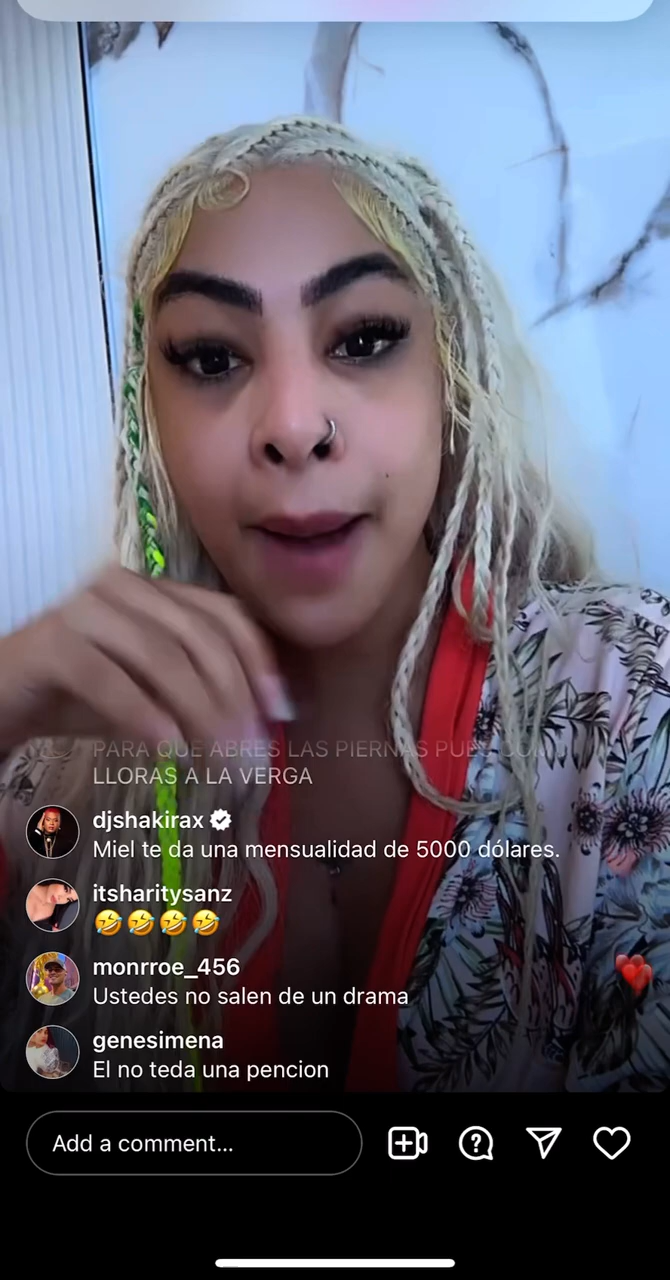 PARA QUE ABRES LAS PIERNAS PUES
LLORAS A LA VERGA
djshakirax
Miel te da una mensualidad de 5000 dólares.
itsharitysanz
🤣🤣🤣🤣
monrroe_456
Ustedes no salen de un drama
genesimena
El no teda una pencion
Add a comment...